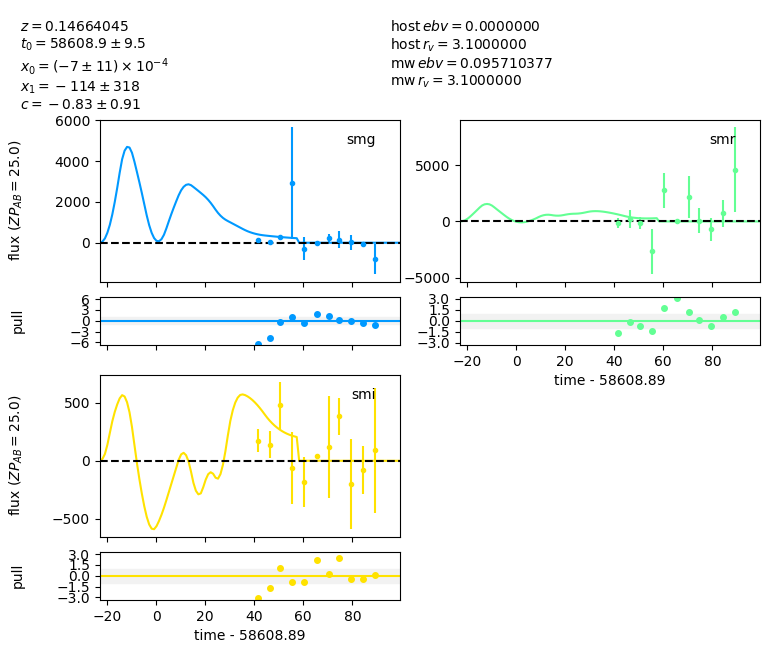 z = 0.14664045
t0 = 58608.9 ± 9.5
x0 = (−7 ± 11) × 10−4
x1 = −114 ± 318
c = −0.83 ± 0.91
host ebv = 0.0000000
host rv = 3.1000000
mw ebv = 0.095710377
mw rv = 3.1000000
flux (ZPAB = 25.0)
6000
4000
2000
0
smg
5000
0
−5000
smr
pull
6
3
0
−3
−6
3.0
1.5
0.0
−1.5
−3.0
−20 0 20 40 60 80
time - 58608.89
flux (ZPAB = 25.0)
500
0
−500
smi
pull
3.0
1.5
0.0
−1.5
−3.0
−20 0 20 40 60 80
time - 58608.89